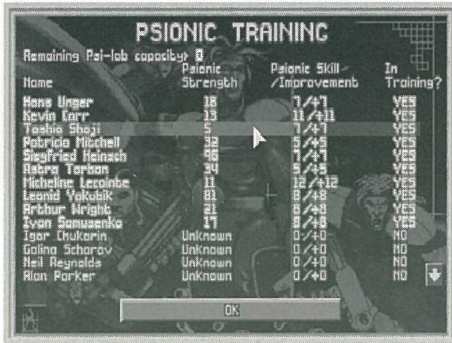 PSIONIC TRAINING
Remaining Psi-lab capacity> 0
Psionic Psionic Skill In
Name Strength /Improvement Training?
Hans Unger 18 7/+7 YES
Kevin Carr 13 11/+11 YES
Toshio Shoji 5 7/+7 YES
Patricia Mitchell 32 5/+5 YES
Siegfried Heinsch 96 7/+7 YES
Astra Tarban 34 5/+5 YES
Micheline Lecointe 11 12/+12 YES
Leonid Yakubik 81 8/+8 YES
Arthur Wright 21 8/+8 YES
Ivan Samusenko 17 8/+8 YES
Igor Chukarin Unknown 0/+0 NO
Galina Scharov Unknown 0/+0 NO
Neil Reynolds Unknown 0/+0 NO
Alan Parker Unknown 0/+0 NO
OK